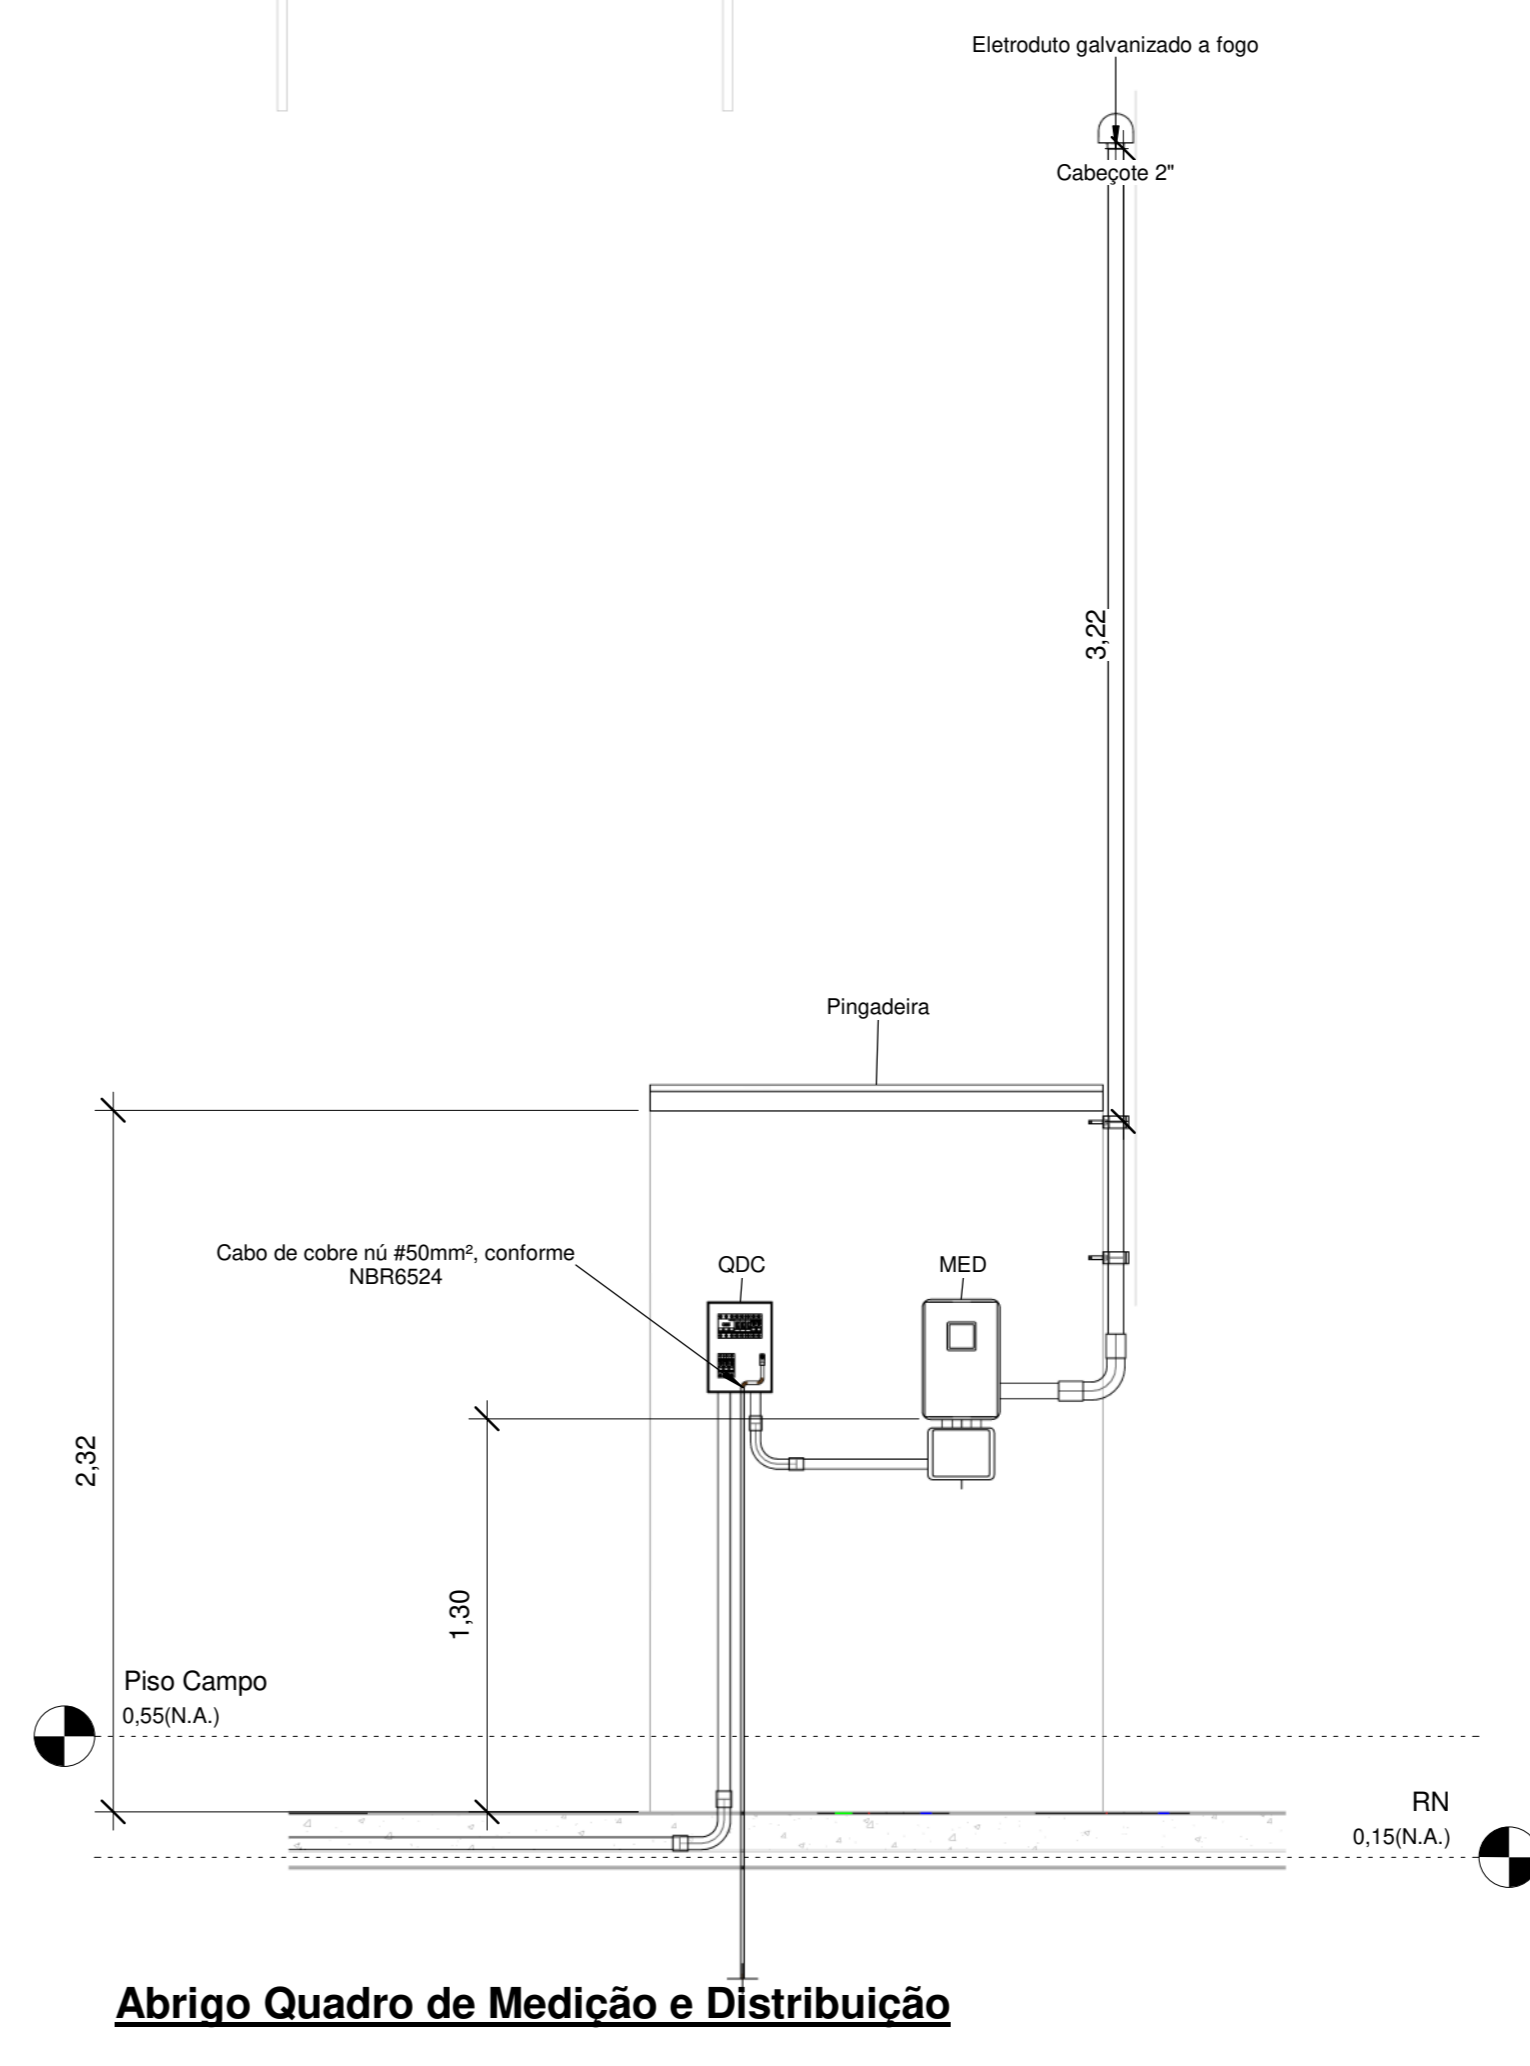 Eletroduto galvanizado a fogo
Cabeçote 2"
3,22
Pingadeira
Cabo de cobre nú #50mm², conforme
NBR6524
QDC
MED
2,32
1,30
Piso Campo
0,55(N.A.)
RN
0,15(N.A.)
Abrigo Quadro de Medição e Distribuição